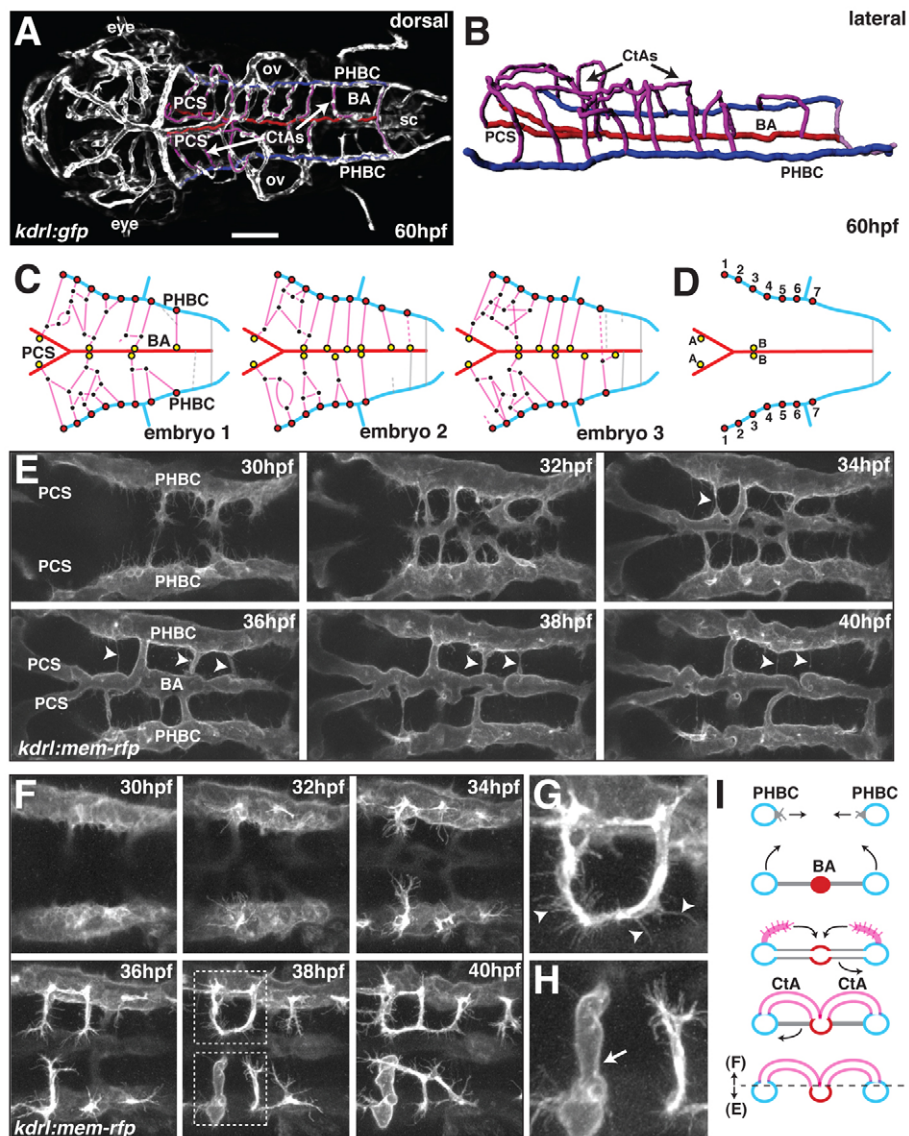 A
dorsal
eye
ov
PHBC
PCS
BA
sc
PCS
CtAs
ov
PHBC
eye
kdrl:gfp
60hpf
B
lateral
CtAs
PCS
BA
PHBC
60hpf
C
PHBC
PCS
BA
PHBC
embryo 1
embryo 2
embryo 3
D
1
2
3
4
5
6
7
A
B
A
B
1
2
3
4
5
6
7
E
30hpf
PHBC
PCS
PCS
PHBC
32hpf
34hpf
36hpf
PHBC
PCS
BA
PCS
PHBC
kdrl:mem-rfp
38hpf
40hpf
F
30hpf
32hpf
34hpf
36hpf
38hpf
40hpf
kdrl:mem-rfp
G
H
I
PHBC PHBC
BA
CtA CtA
(F)
(E)